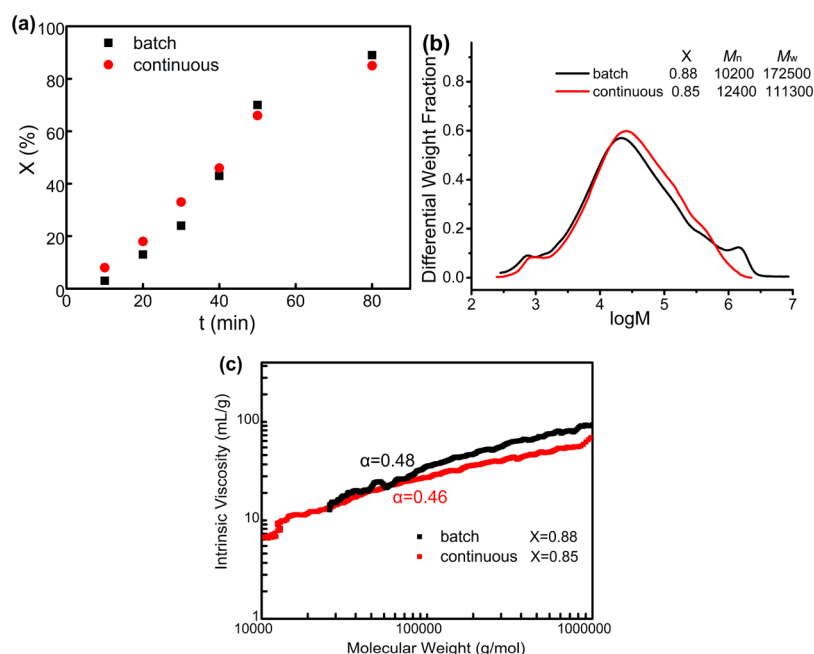 (a)
batch
continuous
100
80
60
40
20
0
X (%)
0 20 40 60 80
t (min)
(b)
X Mn Mw
batch 0.88 10200 172500
continuous 0.85 12400 111300
0.8
0.6
0.4
0.2
0.0
Differential Weight Fraction
2 3 4 5 6 7
logM
(c)
100
10
1
Intrinsic Viscosity (mL/g)
α=0.48
α=0.46
batch X=0.88
continuous X=0.85
10000 100000 1000000
Molecular Weight (g/mol)